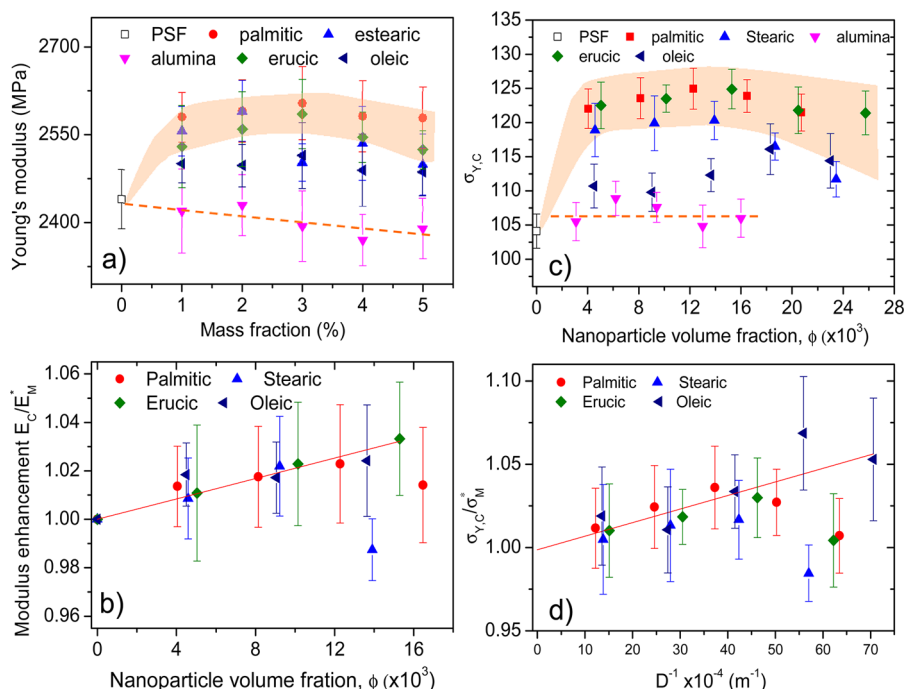 PSF palmitic estearic
alumina erucic oleic
Young's modulus (MPa)
2700
2550
2400
a)
0 1 2 3 4 5
Mass fraction (%)
PSF palmitic Stearic alumina
erucic oleic
σY,C
135
130
125
120
115
110
105
100
c)
0 4 8 12 16 20 24 28
Nanoparticle volume fraction, ϕ (x10³)
Palmitic Stearic
Erucic Oleic
Modulus enhancement EC/E*M
1.06
1.04
1.02
1.00
0.98
0.96
b)
0 4 8 12 16
Nanoparticle volume fration, ϕ (x10³)
Palmitic Stearic
Erucic Oleic
σY,C/σ*M
1.10
1.05
1.00
0.95
d)
0 10 20 30 40 50 60 70
D⁻¹ x10⁻⁴ (m⁻¹)